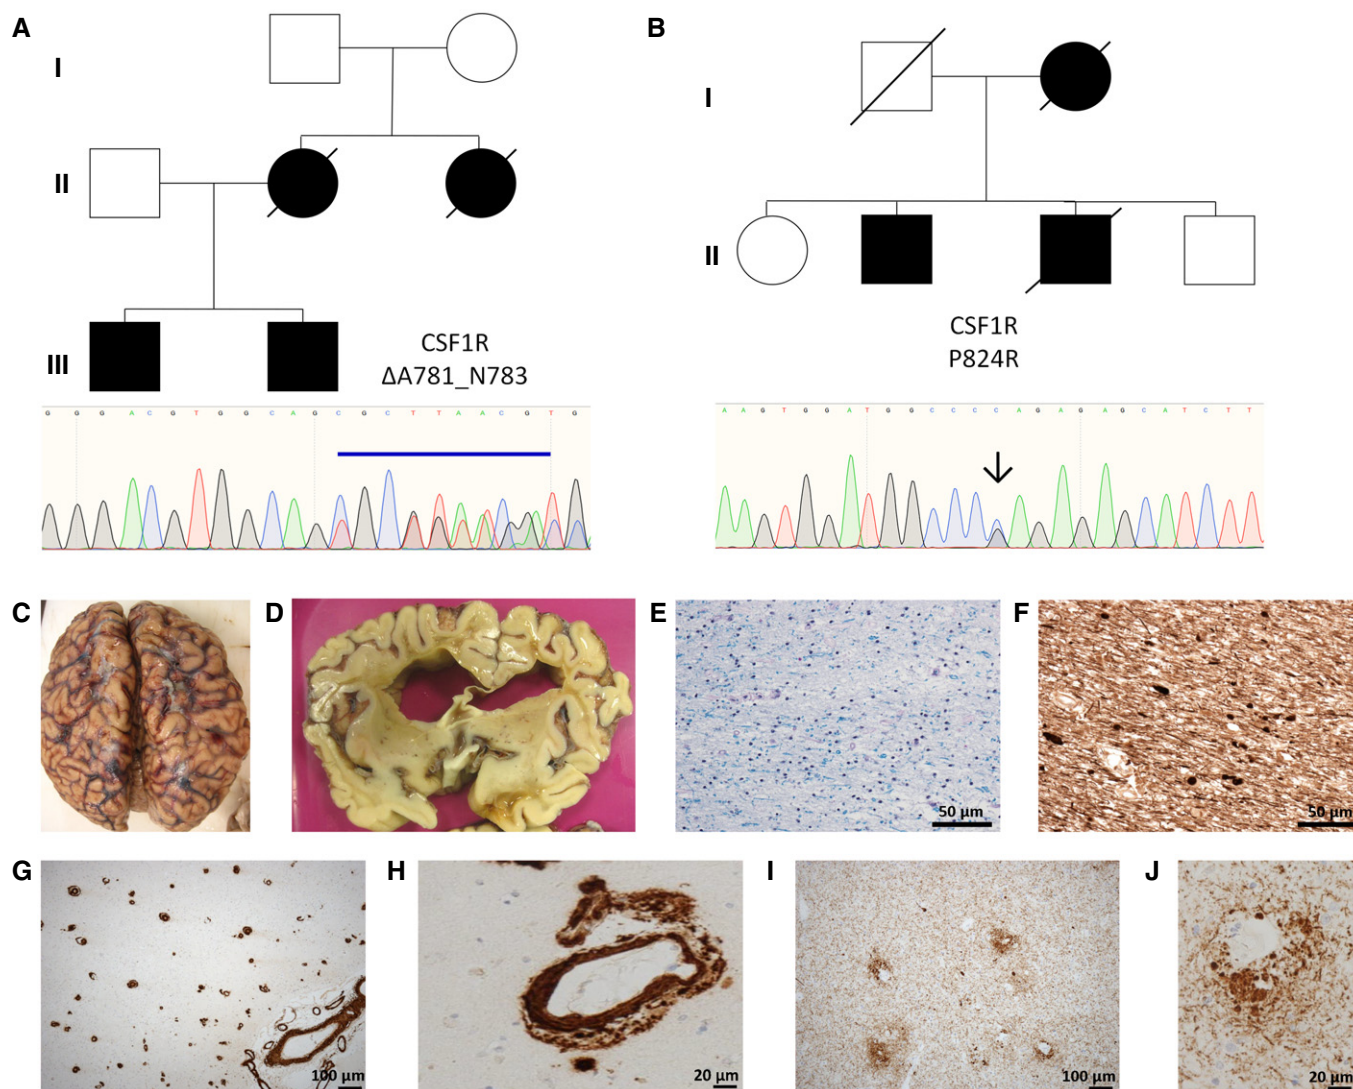 A
B
I
I
II
II
III
CSF1R
ΔA781_N783
CSF1R
P824R
G G G A C G T G G C A G C G C T T A A C G T G
A A G T G G A T G G C C C C A G A G A G C A T C T T
C
D
E
F
50 µm
50 µm
G
H
I
J
100 µm
20 µm
100 µm
20 µm